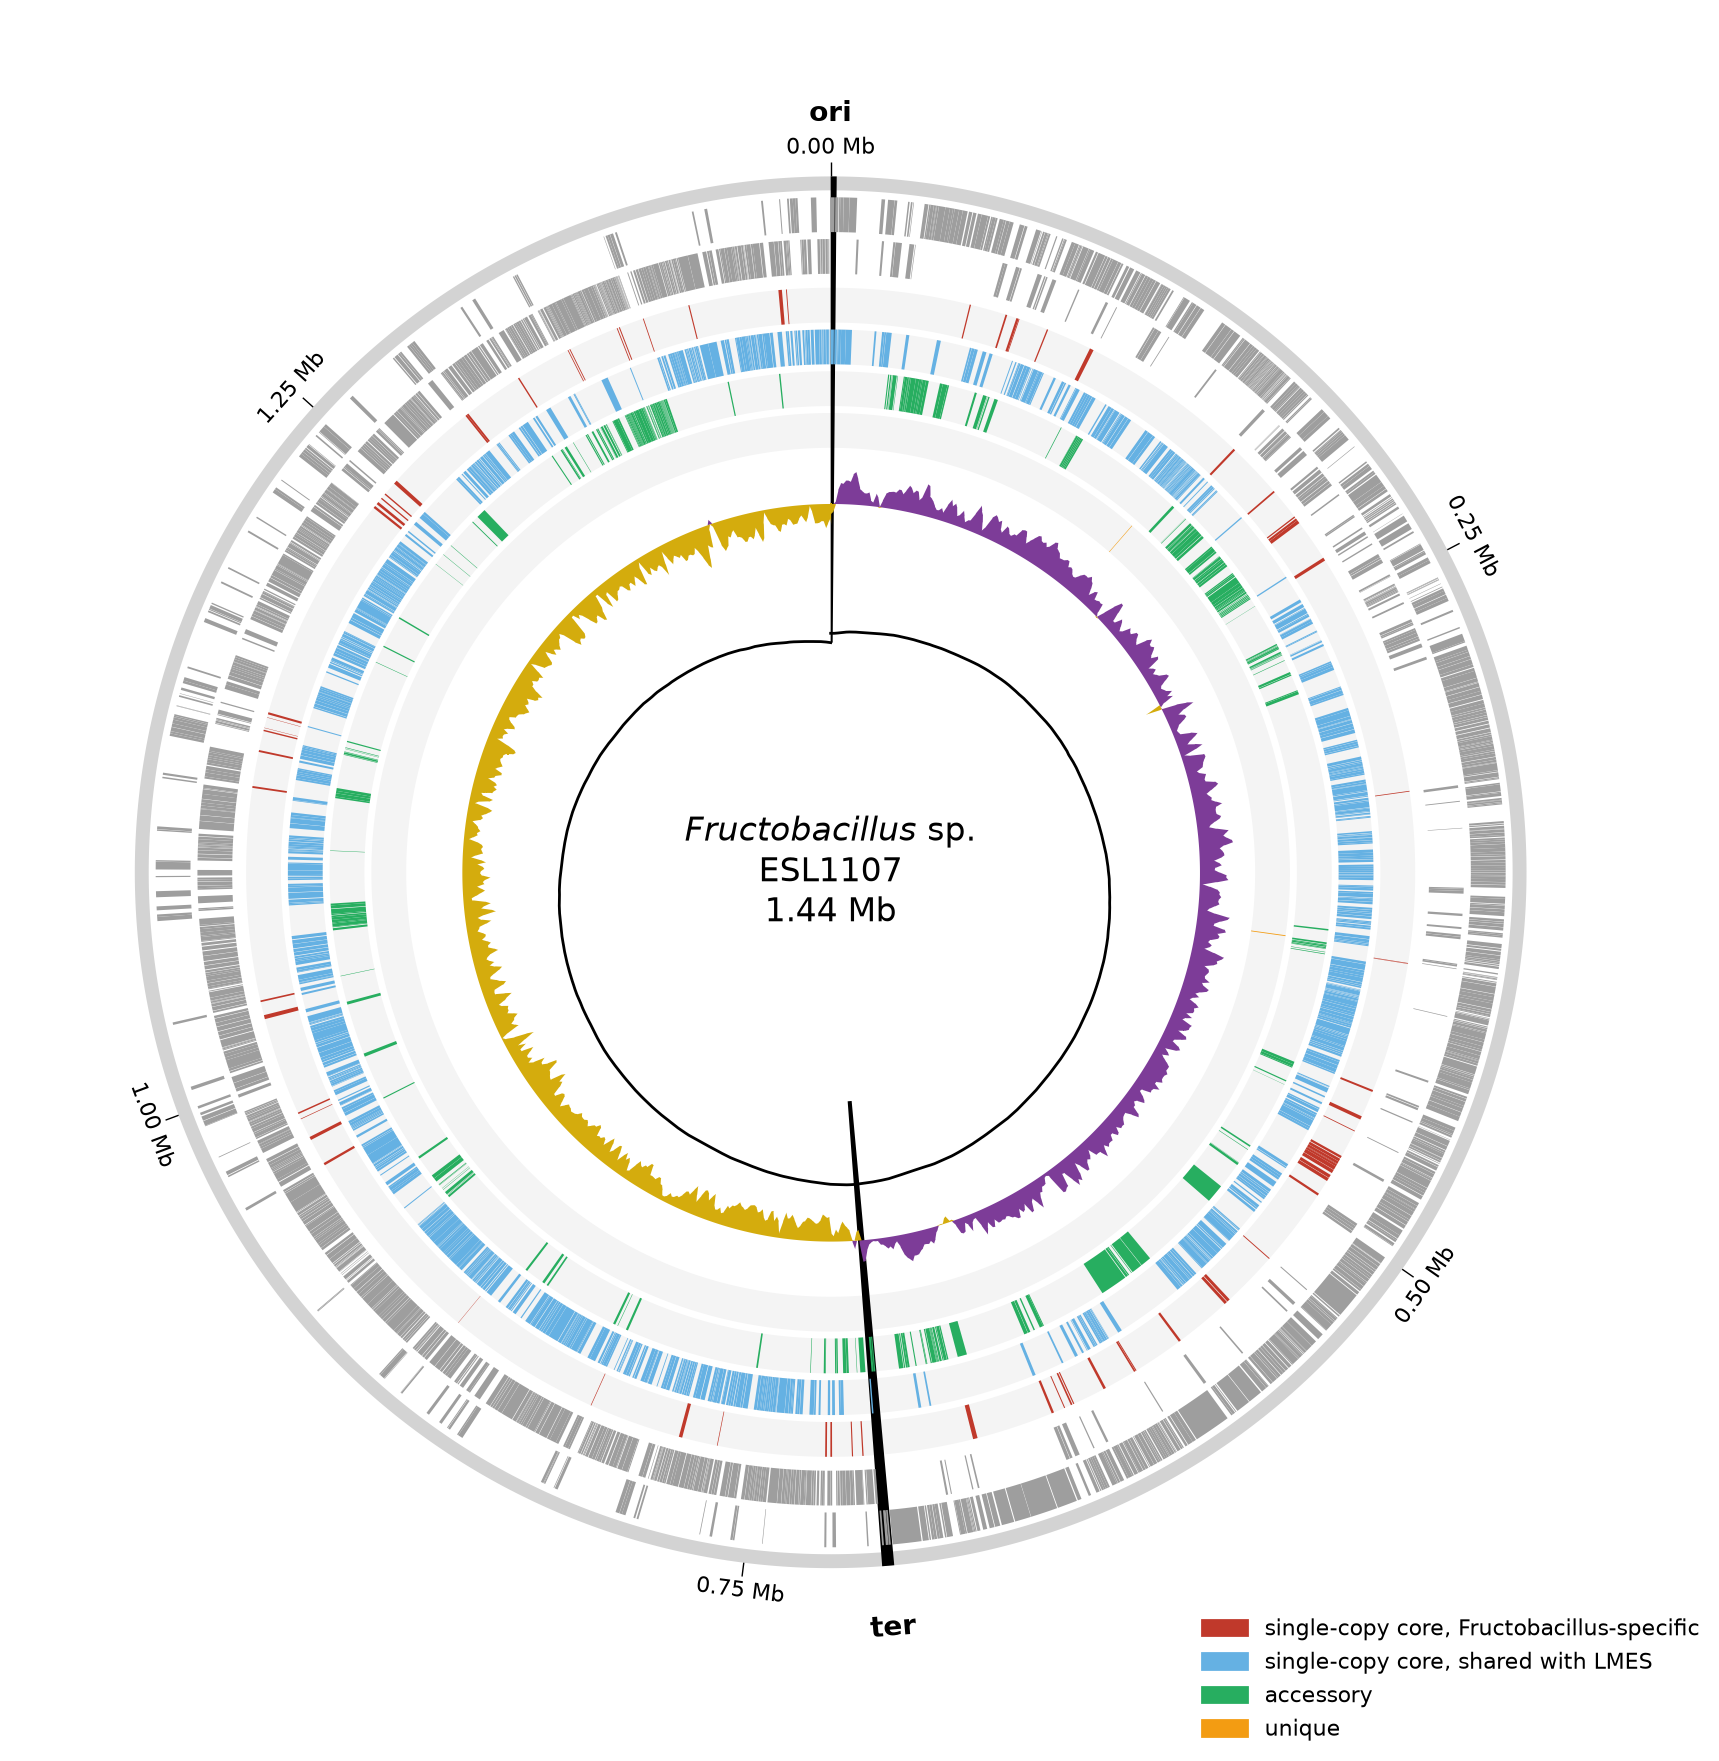 ori
0.00 Mb
0.25 Mb
0.50 Mb
0.75 Mb
1.00 Mb
1.25 Mb
Fructobacillus sp.
ESL1107
1.44 Mb
ter
single-copy core, Fructobacillus-specific
single-copy core, shared with LMES
accessory
unique